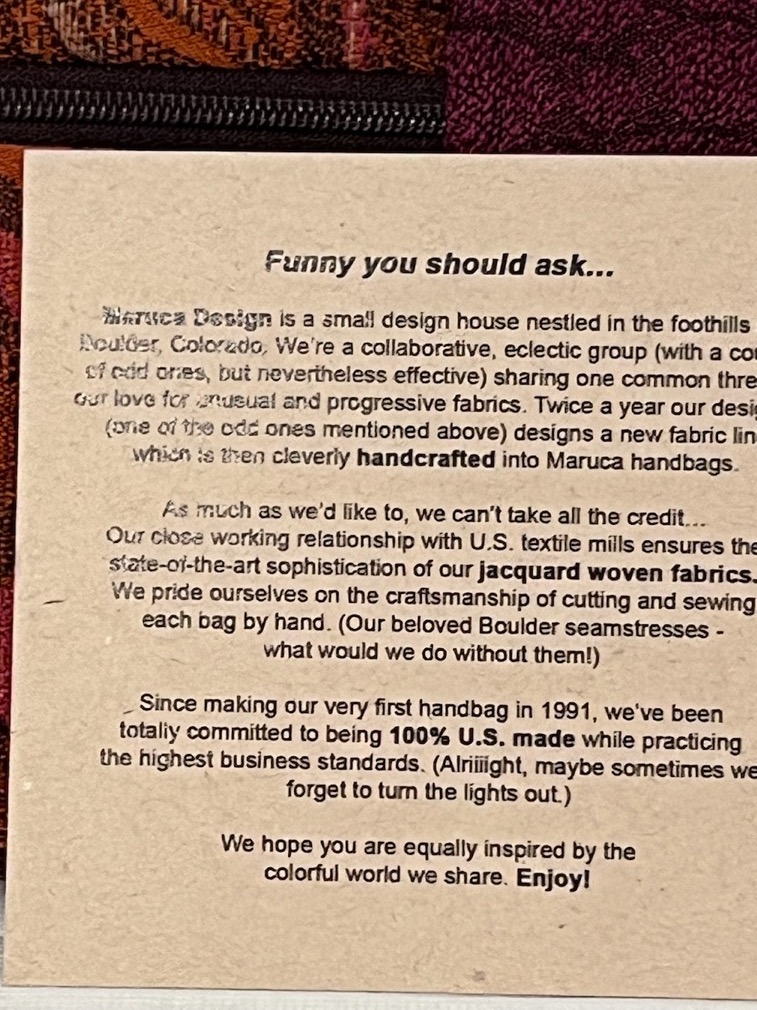 Funny you should ask...
Maruca Design is a small design house nestled in the foothills
Boulder, Colorado. We're a collaborative, eclectic group (with a
of odd ones, but nevertheless effective) sharing one common
our love for unusual and progressive fabrics. Twice a year our
(one of the odd ones mentioned above) designs a new fabric
which is then cleverly handcrafted into Maruca handbags.
As much as we'd like to, we can't take all the credit...
Our close working relationship with U.S. textile mills ensures the
state-of-the-art sophistication of our jacquard woven fabrics.
We pride ourselves on the craftsmanship of cutting and sewing
each bag by hand. (Our beloved Boulder seamstresses -
what would we do without them!)
Since making our very first handbag in 1991, we've been
totally committed to being 100% U.S. made while practicing
the highest business standards. (Alriiiight, maybe sometimes we
forget to turn the lights out.)
We hope you are equally inspired by the
colorful world we share. Enjoy!